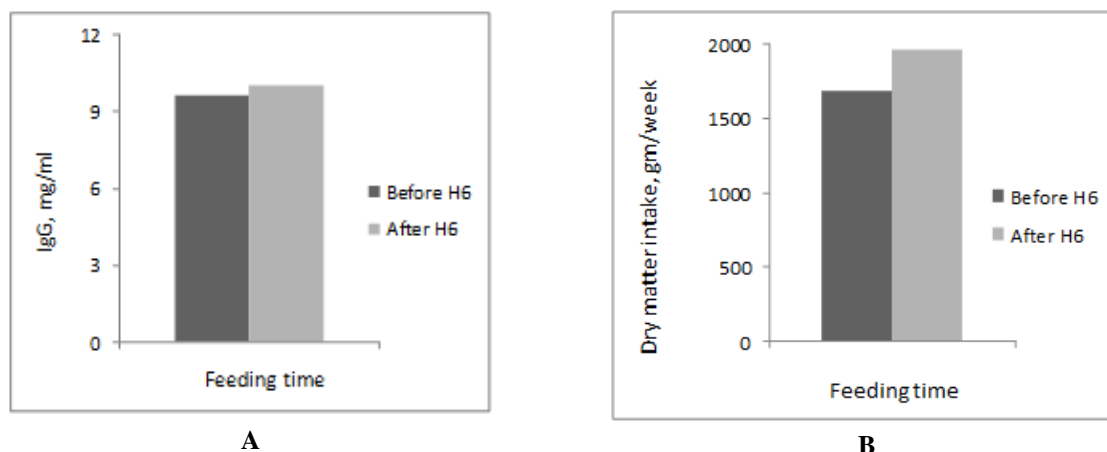 12
9
6
3
0
IgG, mg/ml
Feeding time
Before H6
After H6
A
2000
1500
1000
500
0
Dry matter intake, gm/week
Feeding time
Before H6
After H6
B